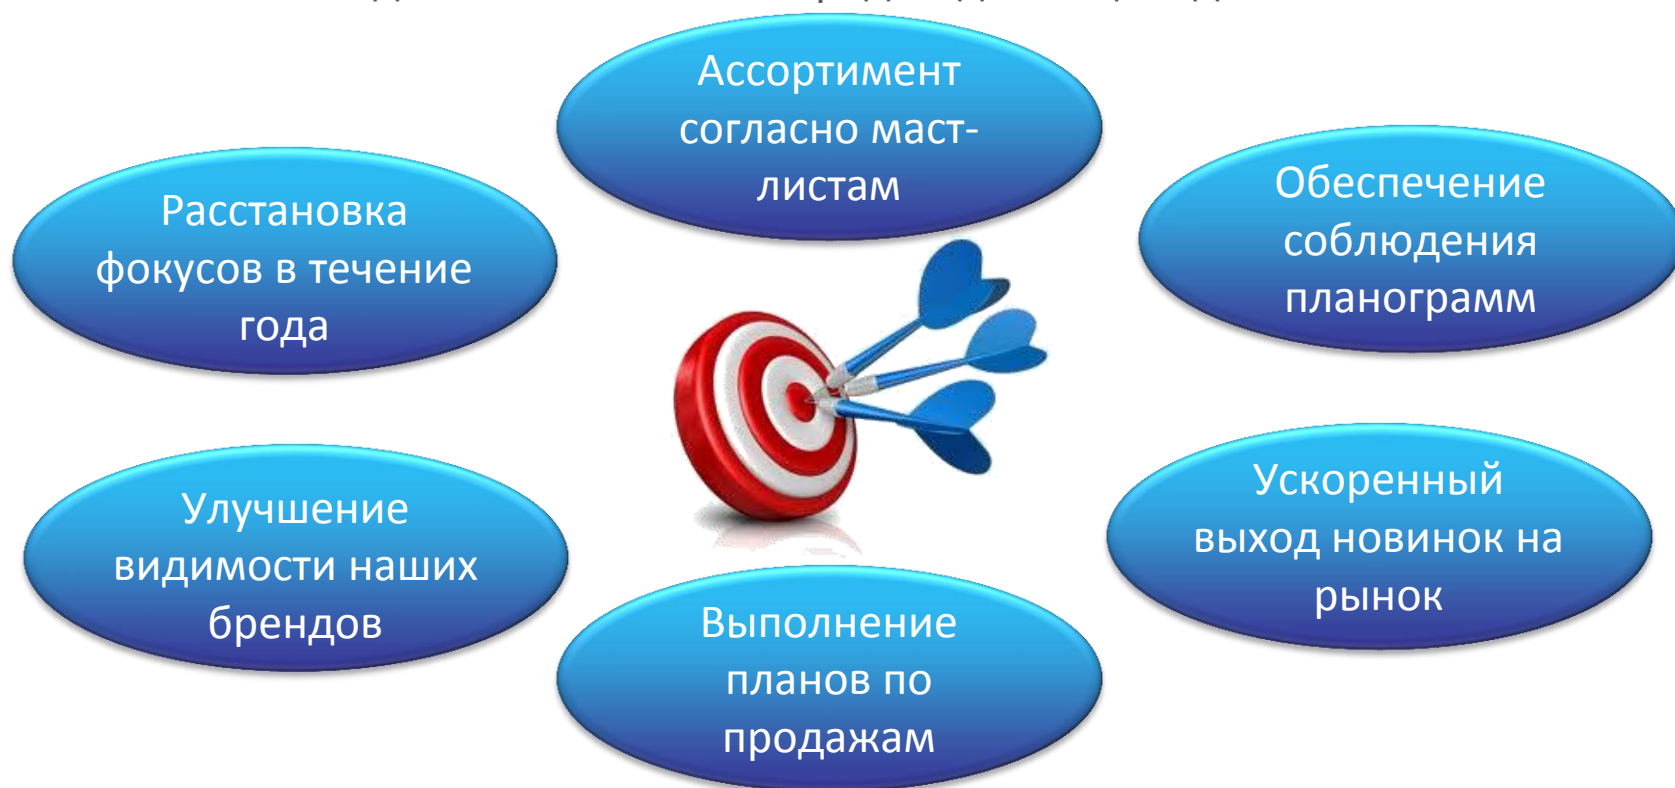 Ассортимент
согласно маст-
листам
Расстановка
фокусов в течение
года
Обеспечение
соблюдения
планограмм
Улучшение
видимости наших
брендов
Ускоренный
выход новинок на
рынок
Выполнение
планов по
продажам